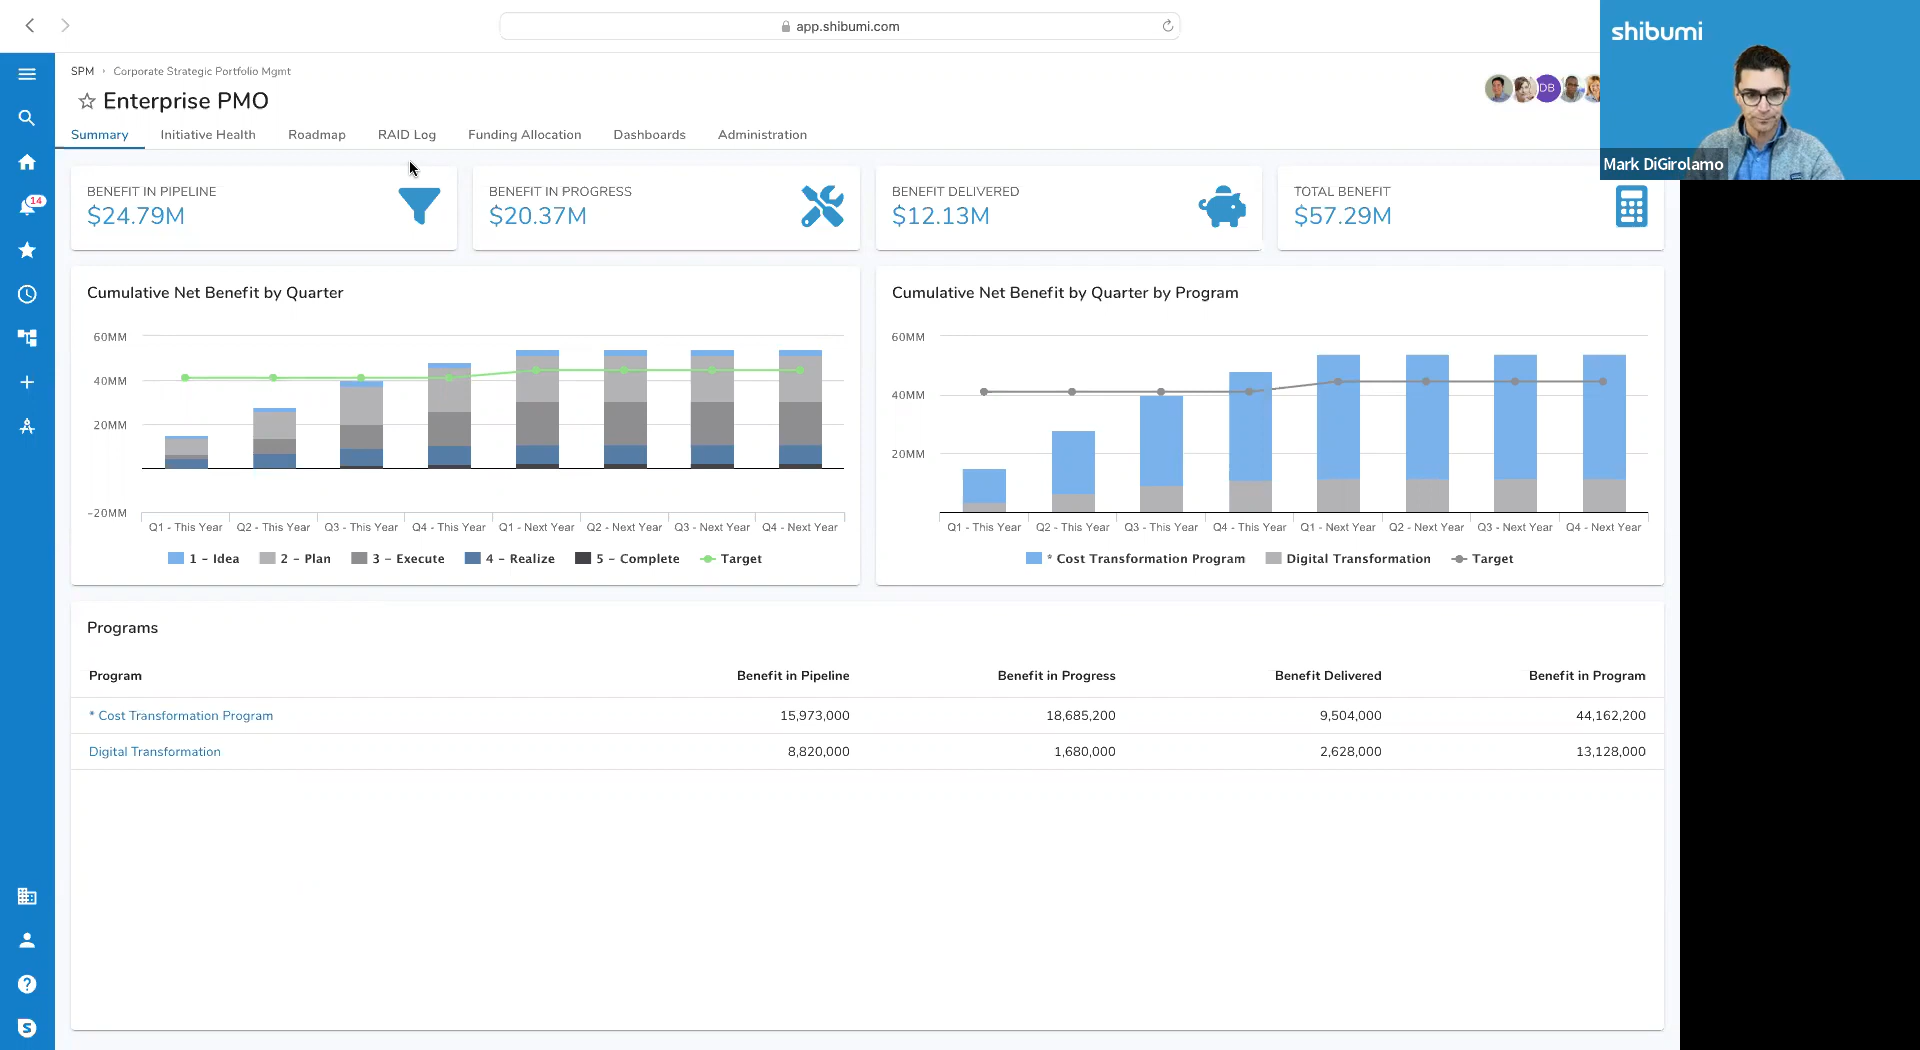 app.shibumi.com
shibumi
SPM › Corporate Strategic Portfolio Mgmt
Enterprise PMO
DB
Summary Initiative Health Roadmap RAID Log Funding Allocation Dashboards Administration
Mark DiGirolamo
14
BENEFIT IN PIPELINE
$24.79M
BENEFIT IN PROGRESS
$20.37M
BENEFIT DELIVERED
$12.13M
TOTAL BENEFIT
$57.29M
Cumulative Net Benefit by Quarter
60MM
40MM
20MM
-20MM
Q1 - This Year Q2 - This Year Q3 - This Year Q4 - This Year Q1 - Next Year Q2 - Next Year Q3 - Next Year Q4 - Next Year
1 - Idea 2 - Plan 3 - Execute 4 - Realize 5 - Complete Target
Cumulative Net Benefit by Quarter by Program
60MM
40MM
20MM
Q1 - This Year Q2 - This Year Q3 - This Year Q4 - This Year Q1 - Next Year Q2 - Next Year Q3 - Next Year Q4 - Next Year
* Cost Transformation Program Digital Transformation Target
Programs
Program Benefit in Pipeline Benefit in Progress Benefit Delivered Benefit in Program
* Cost Transformation Program 15,973,000 18,685,200 9,504,000 44,162,200
Digital Transformation 8,820,000 1,680,000 2,628,000 13,128,000